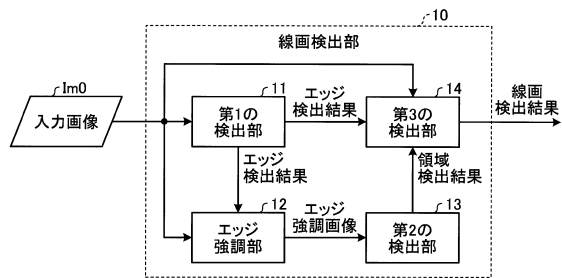 10
線画検出部
Im0
入力画像
11
第1の
検出部
エッジ
検出結果
14
第3の
検出部
線画
検出結果
エッジ
検出結果
領域
検出結果
12
エッジ
強調部
エッジ
強調画像
13
第2の
検出部